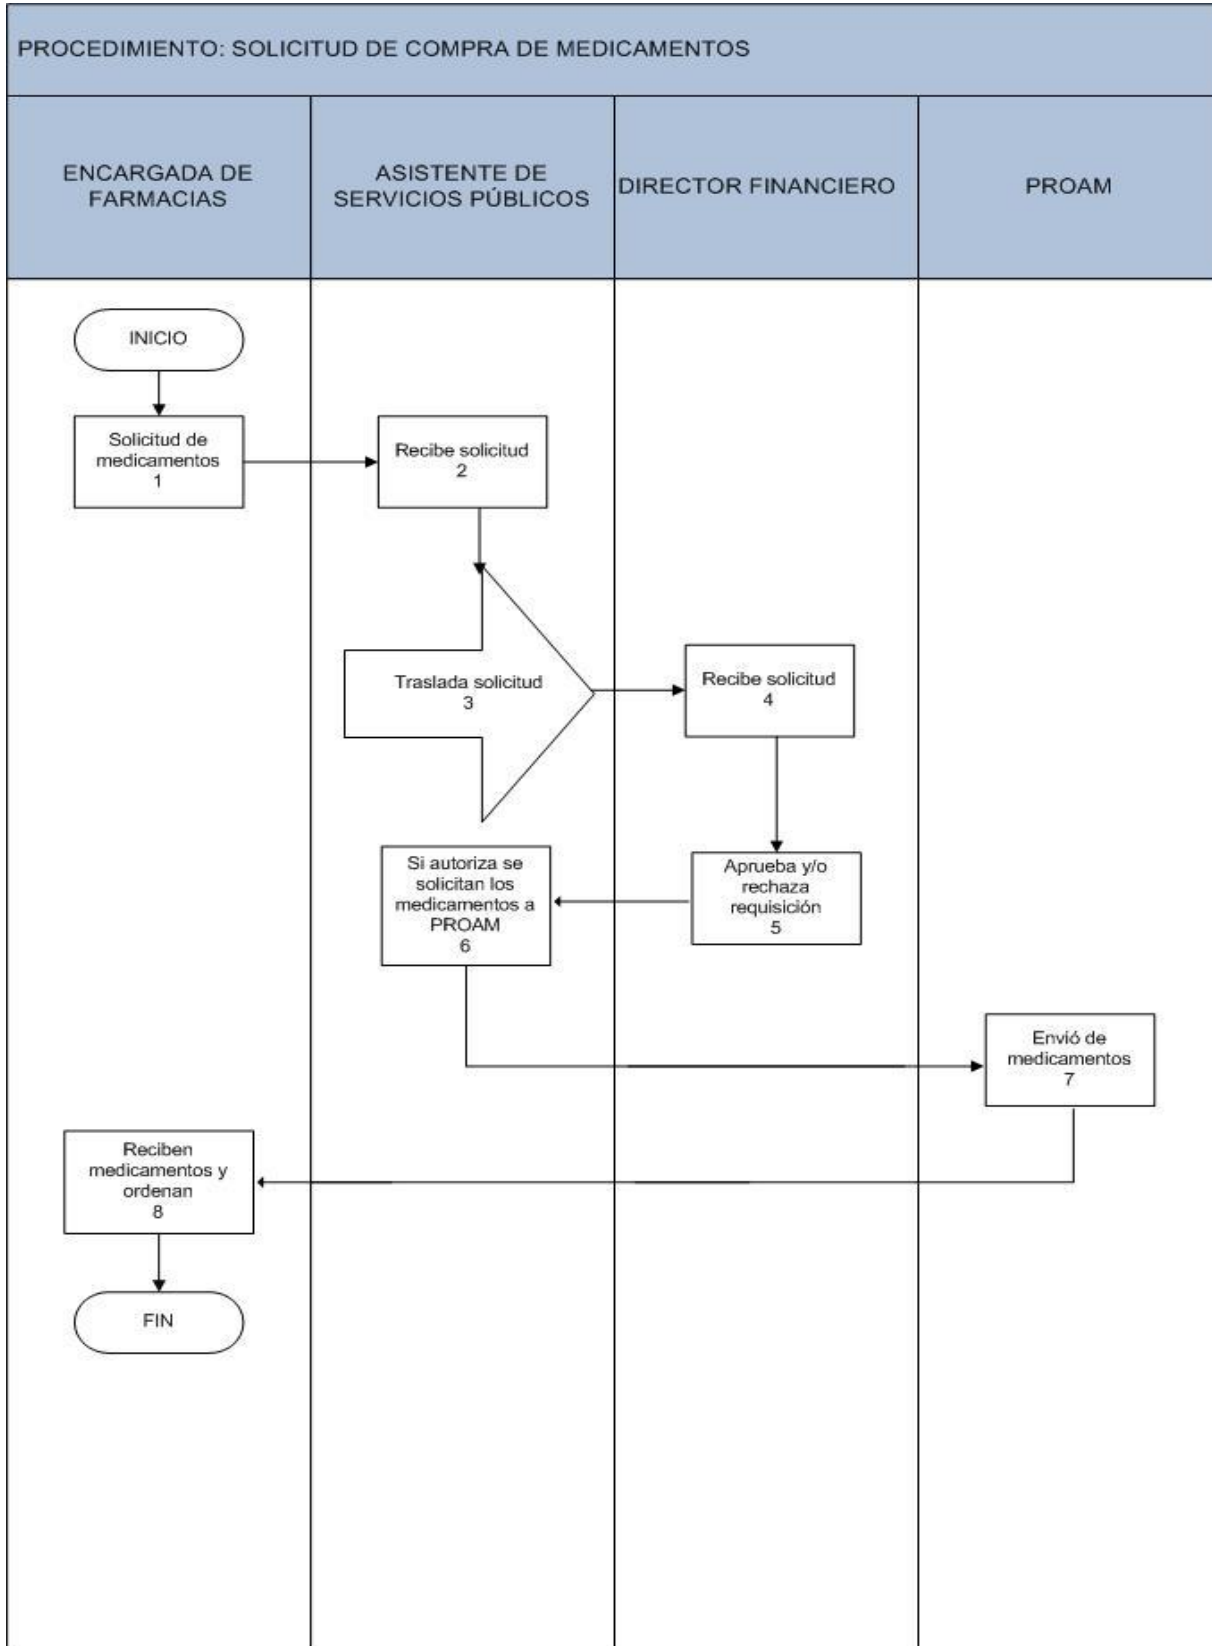 PROCEDIMIENTO: SOLICITUD DE COMPRA DE MEDICAMENTOS
ENCARGADA DE
FARMACIAS
ASISTENTE DE
SERVICIOS PÚBLICOS
DIRECTOR FINANCIERO
PROAM
INICIO
Solicitud de
medicamentos
1
Recibe solicitud
2
Traslada solicitud
3
Recibe solicitud
4
Aprueba y/o
rechaza
requisición
5
Si autoriza se
solicitan los
medicamentos a
PROAM
6
Envió de
medicamentos
7
Reciben
medicamentos y
ordenan
8
FIN